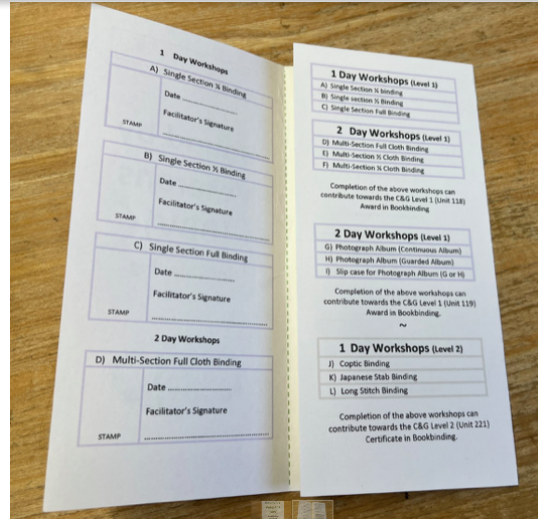 1 Day Workshops
A) Single Section ¼ Binding
Date
Facilitator's Signature
STAMP
B) Single Section ½ Binding
Date
Facilitator's Signature
STAMP
C) Single Section Full Binding
Date
Facilitator's Signature
STAMP
2 Day Workshops
D) Multi-Section Full Cloth Binding
Date
Facilitator's Signature
STAMP
1 Day Workshops (Level 1)
A) Single Section ¼ Binding
B) Single section ½ Binding
C) Single Section Full Binding
2 Day Workshops (Level 1)
D) Multi-Section Full Cloth Binding
E) Multi-Section Cloth Binding
F) Multi-Section Cloth Binding
Completion of the above workshops can
contribute towards the C&G Level 1 (Unit 118)
Award in Bookbinding
2 Day Workshops (Level 1)
G) Photograph Album (Continuous Album)
H) Photograph Album (Guarded Album)
I) Slip case for Photograph Album (G or H)
Completion of the above workshops can
contribute towards the C&G Level 1 (Unit 119)
Award in Bookbinding.
~
1 Day Workshops (Level 2)
J) Coptic Binding
K) Japanese Stab Binding
L) Long Stitch Binding
Completion of the above workshops can
contribute towards the C&G Level 2 (Unit 221)
Certificate in Bookbinding.